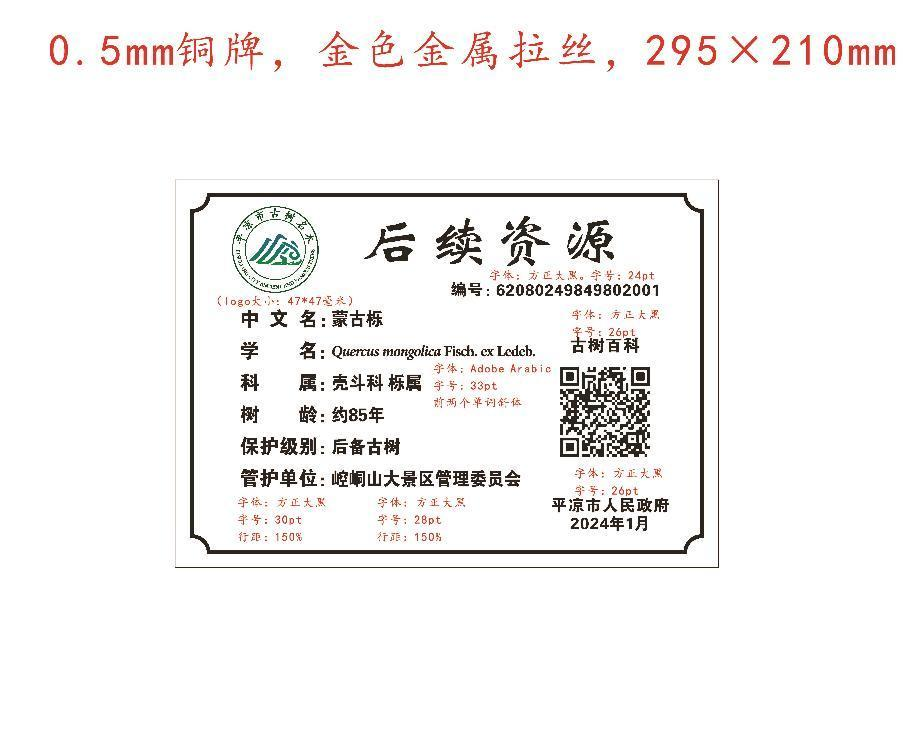 0.5mm铜牌，金色金属拉丝，295×210mm
平凉市古树名木
后续资源
字体：方正大黑。字号：24pt
编号：62080249849802001
(logo大小：47*47毫米)
中文名：蒙古栎
字体：方正大黑
字号：26pt
古树百科
学名：Quercus mongolica Fisch. ex Ledeb.
字体：Adobe Arabic
科属：壳斗科 栎属
字号：33pt
前两个单词斜体
树龄：约85年
保护级别：后备古树
管护单位：崆峒山大景区管理委员会
字体：方正大黑
字号：26pt
字体：方正大黑
字号：30pt
行距：150%
字体：方正大黑
字号：28pt
行距：150%
平凉市人民政府
2024年1月